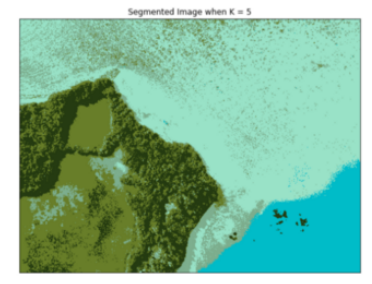 Segmented Image when K = 5